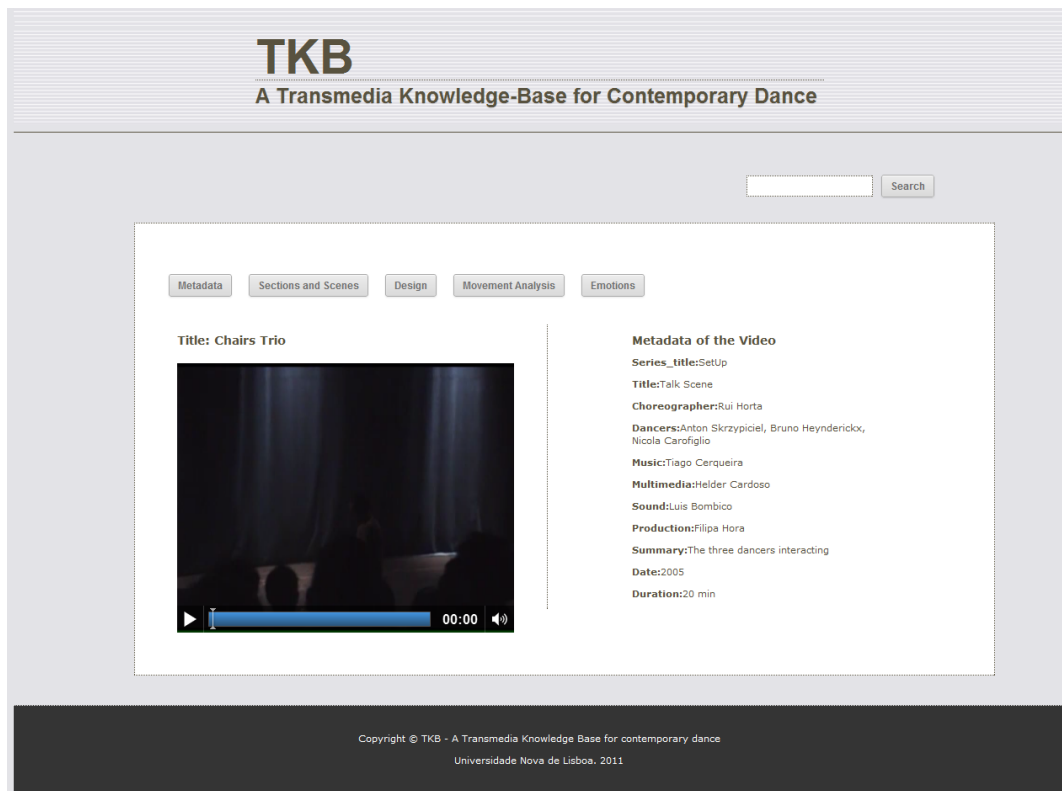 TKB
A Transmedia Knowledge-Base for Contemporary Dance
Search
Metadata
Sections and Scenes
Design
Movement Analysis
Emotions
Title: Chairs Trio
00:00
Metadata of the Video
Series_title:SetUp
Title:Talk Scene
Choreographer:Rui Horta
Dancers:Anton Skrzypiciel, Bruno Heynderickx,
Nicola Carofiglio
Music:Tiago Cerqueira
Multimedia:Helder Cardoso
Sound:Luis Bombico
Production:Filipa Hora
Summary:The three dancers interacting
Date:2005
Duration:20 min
Copyright © TKB - A Transmedia Knowledge Base for contemporary dance
Universidade Nova de Lisboa. 2011